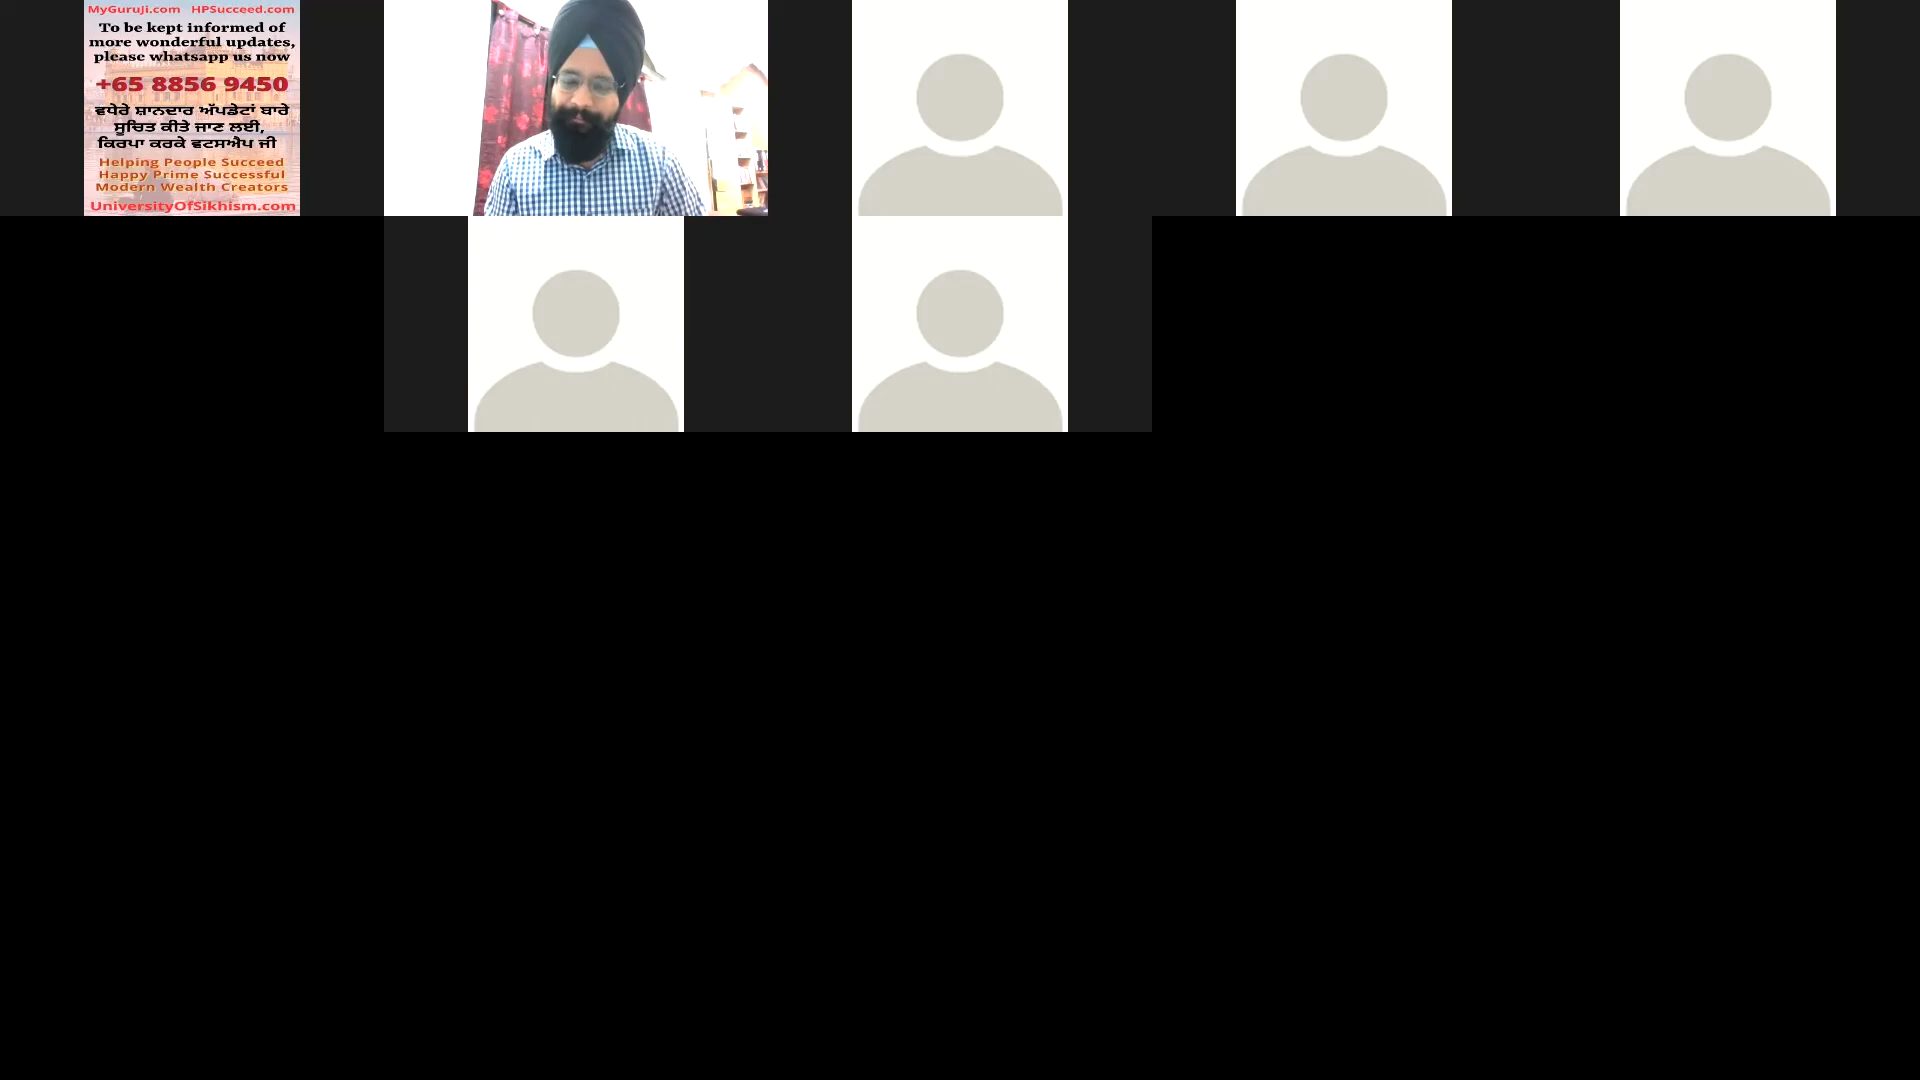 MyGuruJi.com HPSucceed.com
To be kept informed of
more wonderful updates,
please whatsapp us now
+65 8856 9450
ਵਧੇਰੇ ਸ਼ਾਨਦਾਰ ਅੱਪਡੇਟਾਂ ਬਾਰੇ
ਸੂਚਿਤ ਕੀਤੇ ਜਾਣ ਲਈ,
ਕਿਰਪਾ ਕਰਕੇ ਵਟਸਐਪ ਜੀ
Helping People Succeed
Happy Prime Successful
Modern Wealth Creators
UniversityOfSikhism.com